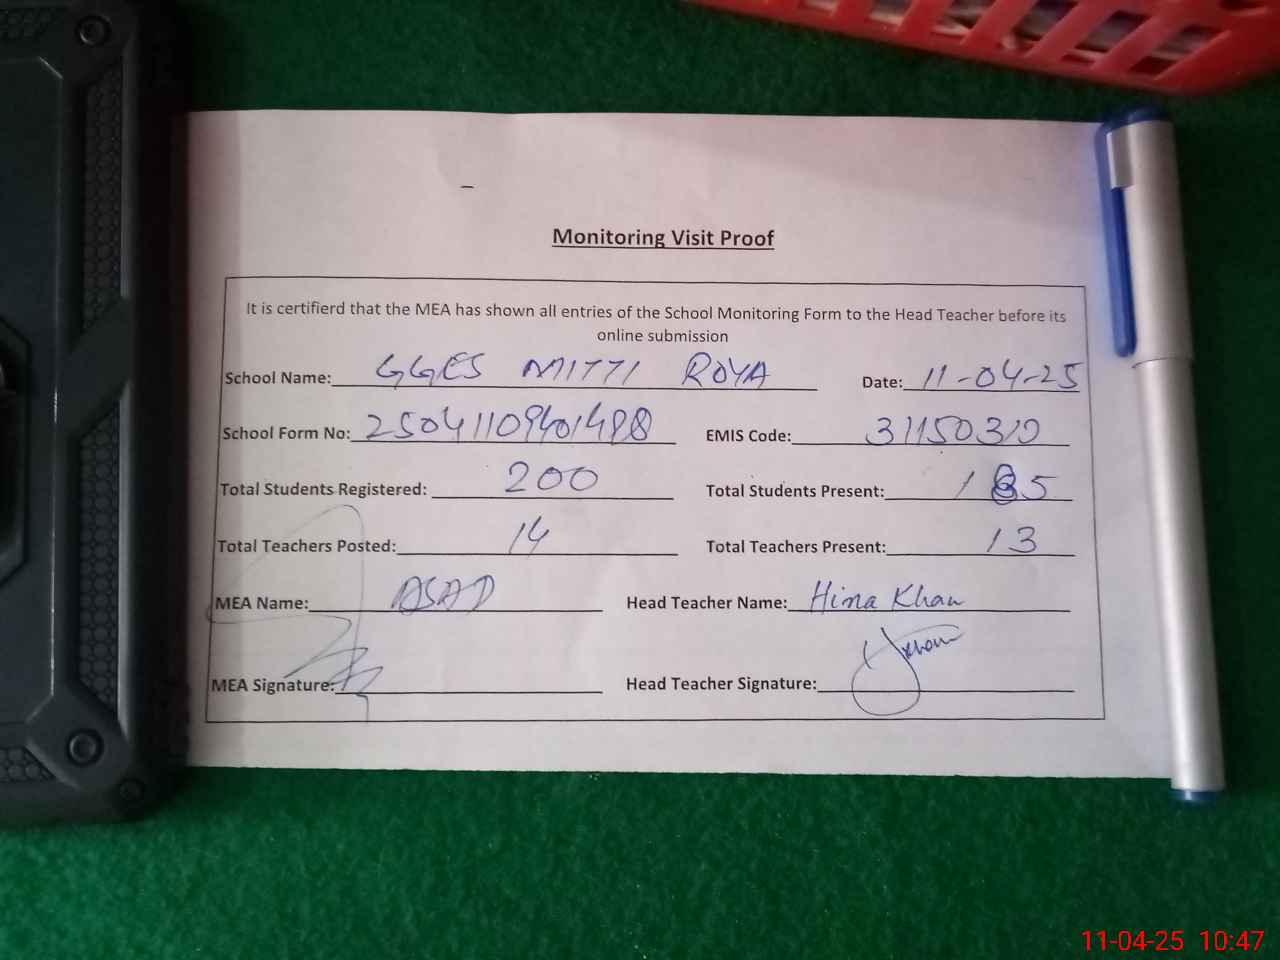 Monitoring Visit Proof
It is certifierd that the MEA has shown all entries of the School Monitoring Form to the Head Teacher before its
online submission
School Name: GGES MITTI ROYA Date: 11-04-25
School Form No: EMIS Code: 31150310
Total Students Registered: 200 Total Students Present:
Total Teachers Posted: 14 Total Teachers Present: 13
MEA Name: ASAD Head Teacher Name: Hina Khan
MEA Signature: Head Teacher Signature:
11-04-25 10:47